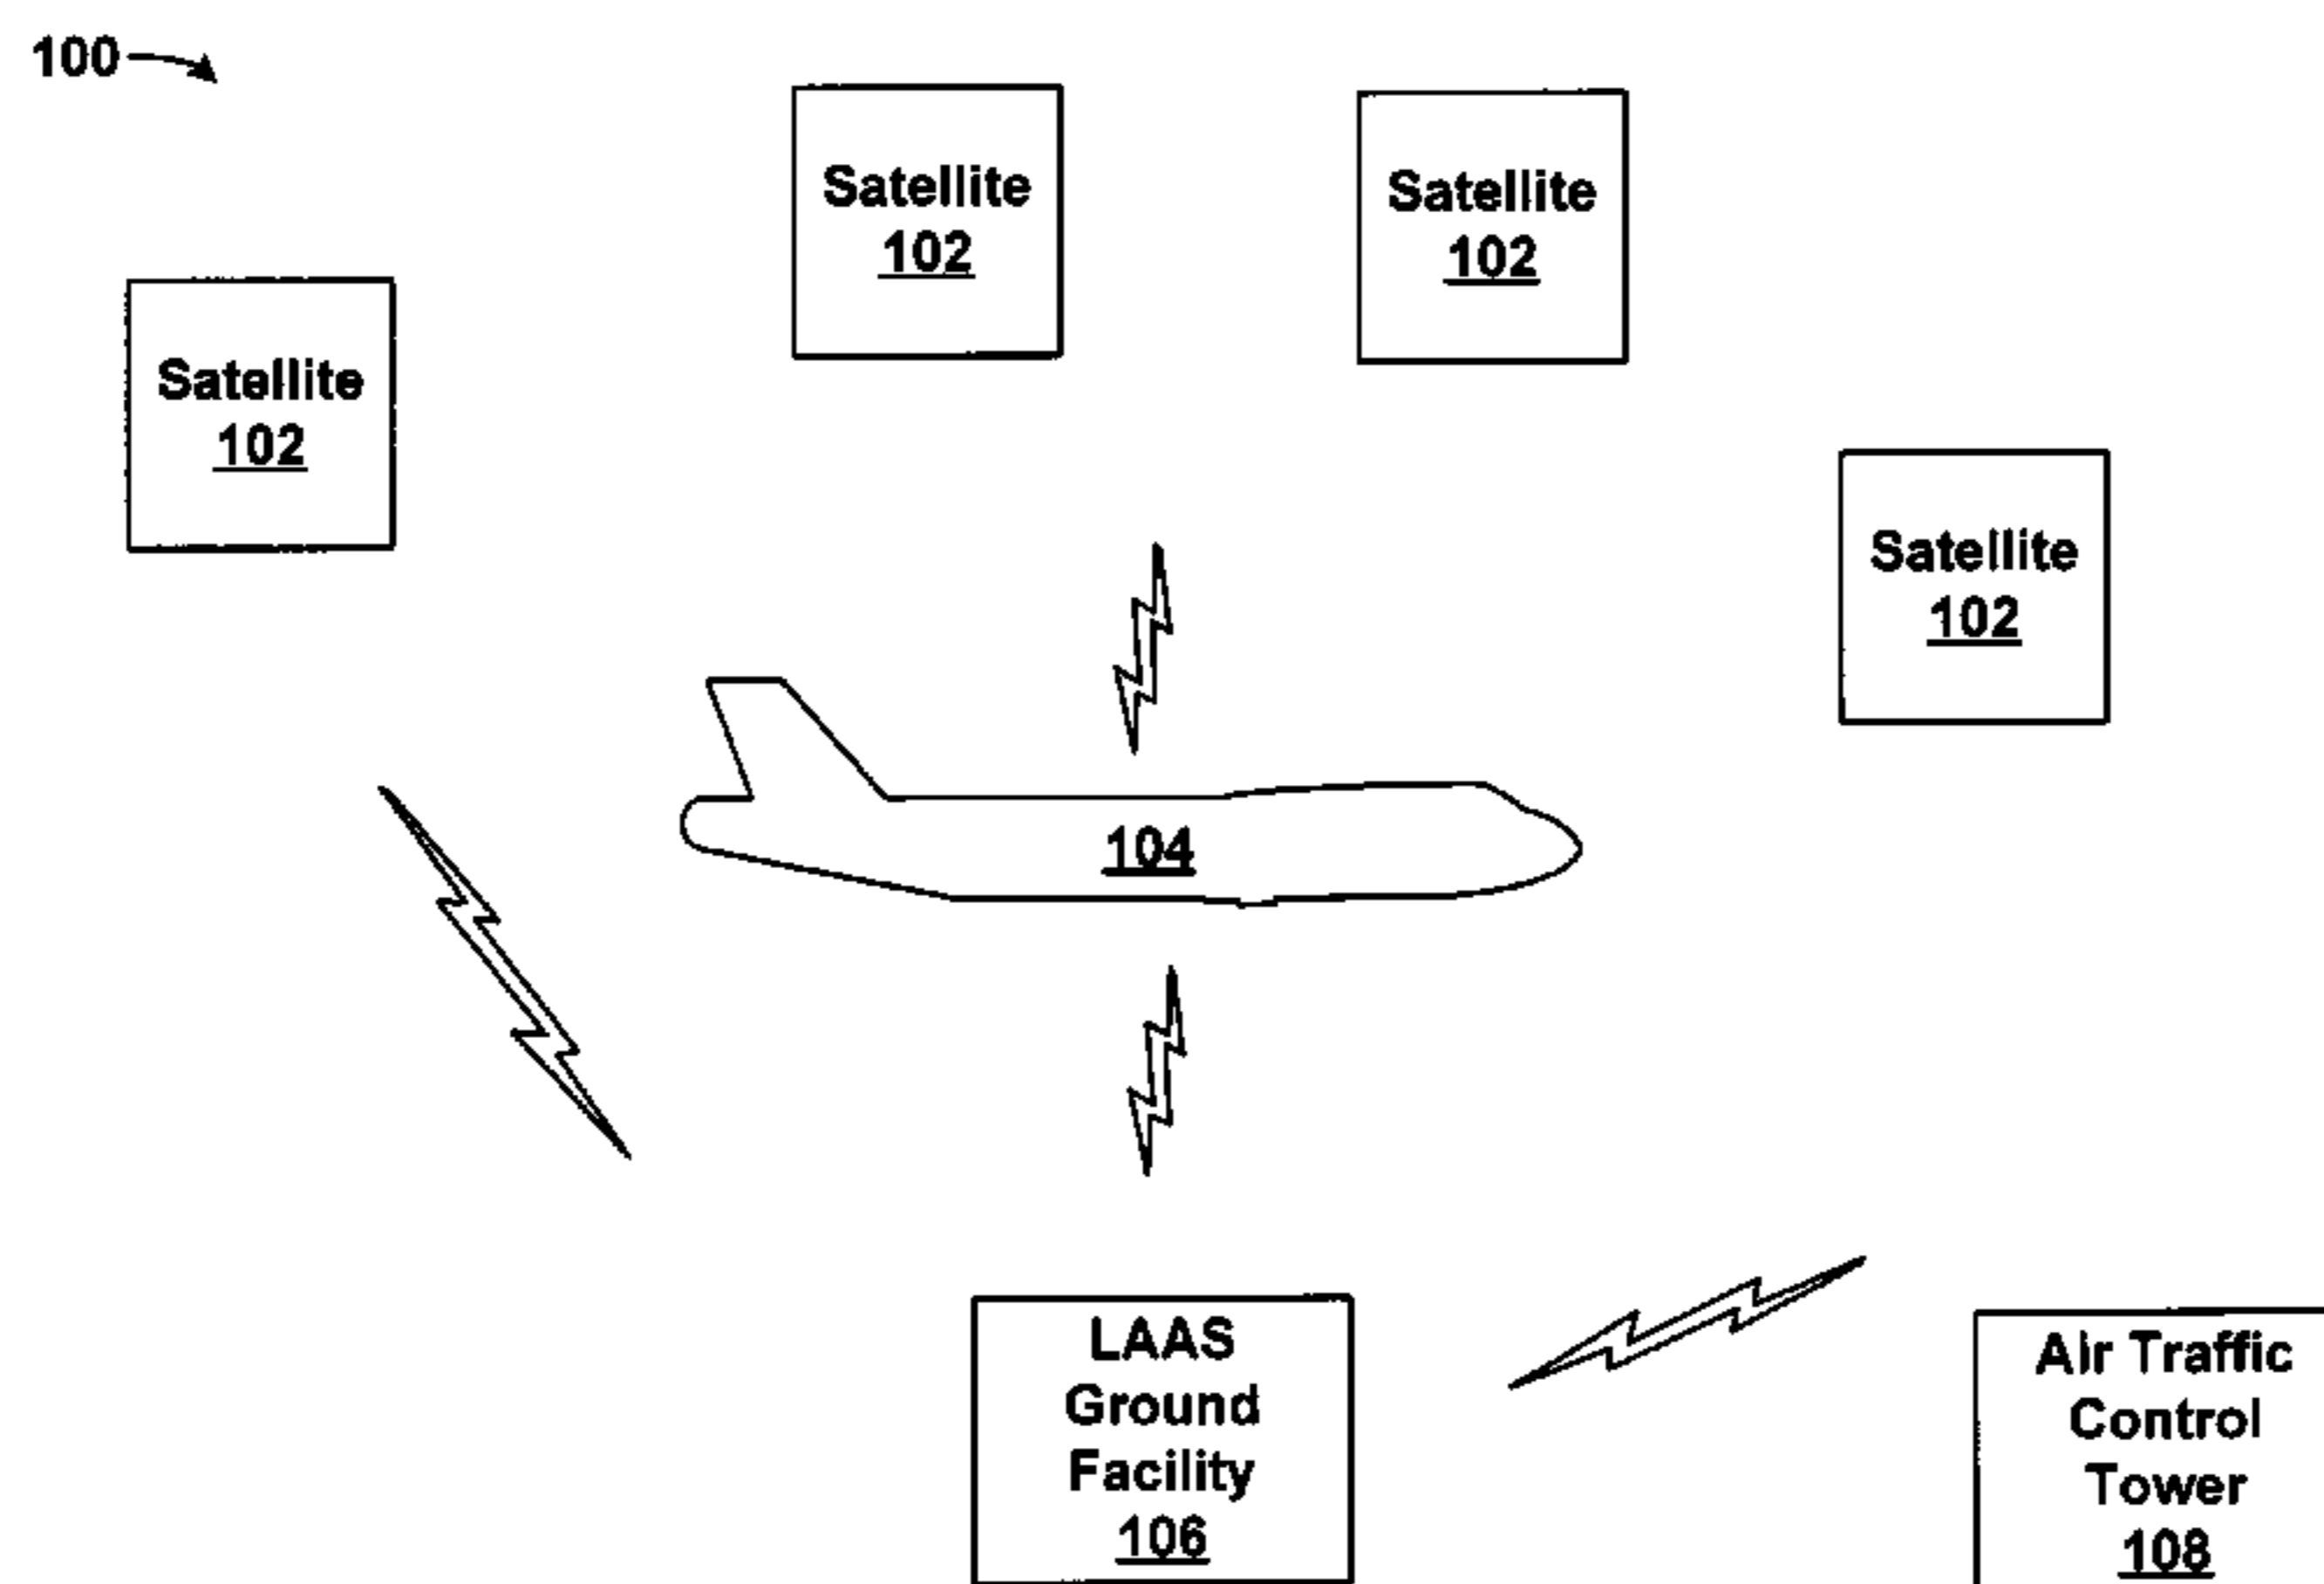 100
Satellite
102
Satellite
102
Satellite
102
Satellite
102
104
LAAS
Ground
Facility
106
Air Traffic
Control
Tower
108